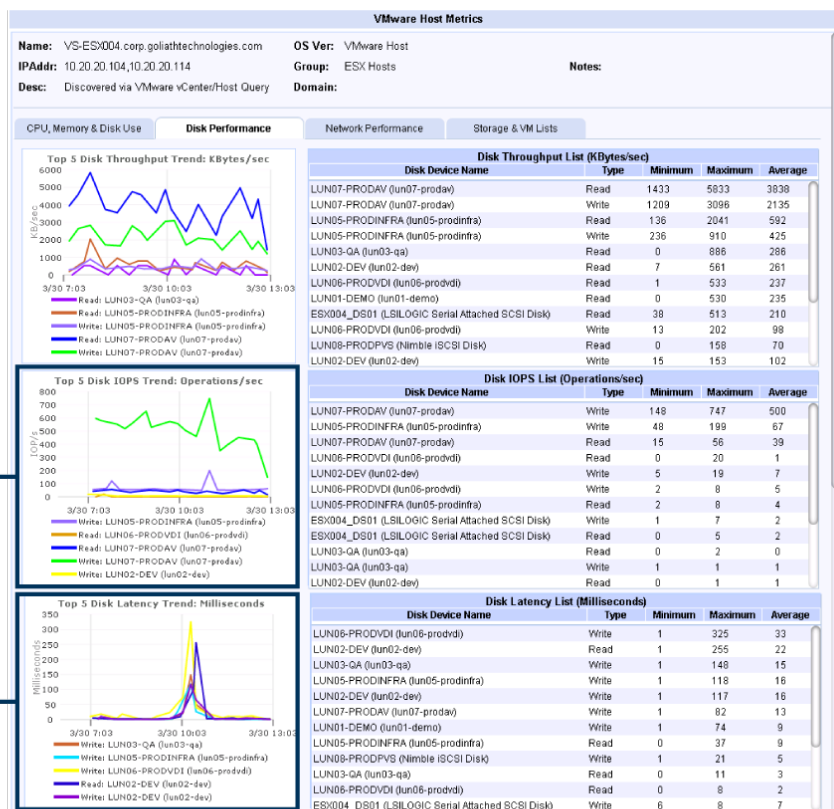 VMware Host Metrics
Name: VS-ESX004.corp.goliathtechnologies.com OS Ver: VMware Host
IPAddr: 10.20.20.104,10.20.20.114 Group: ESX Hosts Notes:
Desc: Discovered via VMware vCenter/Host Query Domain:
CPU, Memory & Disk Use Disk Performance Network Performance Storage & VM Lists
Top 5 Disk Throughput Trend: KBytes/sec
6000
5000
4000
3000
2000
1000
0
KB/sec
3/30 7:03 3/30 10:03 3/30 13:03
Read: LUN03-QA (lun03-qa)
Read: LUN05-PRODINFRA (lun05-prodinfra)
Write: LUN05-PRODINFRA (lun05-prodinfra)
Read: LUN07-PRODAV (lun07-prodav)
Write: LUN07-PRODAV (lun07-prodav)
Disk Throughput List (KBytes/sec)
Disk Device Name Type Minimum Maximum Average
LUN07-PRODAV (lun07-prodav) Read 1433 5833 3838
LUN07-PRODAV (lun07-prodav) Write 1209 3096 2135
LUN05-PRODINFRA (lun05-prodinfra) Read 136 2041 592
LUN05-PRODINFRA (lun05-prodinfra) Write 236 910 425
LUN03-QA (lun03-qa) Read 0 886 286
LUN02-DEV (lun02-dev) Read 7 561 261
LUN06-PRODVDI (lun06-prodvdi) Read 1 533 237
LUN01-DEMO (lun01-demo) Read 0 530 235
ESX004_DS01 (LSILOGIC Serial Attached SCSI Disk) Read 38 513 210
LUN06-PRODVDI (lun06-prodvdi) Write 13 202 98
LUN08-PRODPVS (Nimble iSCSI Disk) Read 0 158 70
LUN02-DEV (lun02-dev) Write 15 153 102
Top 5 Disk IOPS Trend: Operations/sec
800
700
600
500
400
300
200
100
0
IOP/s
3/30 7:03 3/30 10:03 3/30 13:03
Write: LUN05-PRODINFRA (lun05-prodinfra)
Read: LUN06-PRODVDI (lun06-prodvdi)
Read: LUN07-PRODAV (lun07-prodav)
Write: LUN07-PRODAV (lun07-prodav)
Write: LUN02-DEV (lun02-dev)
Disk IOPS List (Operations/sec)
Disk Device Name Type Minimum Maximum Average
LUN07-PRODAV (lun07-prodav) Write 148 747 500
LUN05-PRODINFRA (lun05-prodinfra) Write 48 199 67
LUN07-PRODAV (lun07-prodav) Read 15 56 39
LUN06-PRODVDI (lun06-prodvdi) Read 0 20 1
LUN02-DEV (lun02-dev) Write 5 19 7
LUN06-PRODVDI (lun06-prodvdi) Write 2 8 5
LUN05-PRODINFRA (lun05-prodinfra) Read 2 8 4
ESX004_DS01 (LSILOGIC Serial Attached SCSI Disk) Write 1 7 2
ESX004_DS01 (LSILOGIC Serial Attached SCSI Disk) Read 0 5 2
LUN03-QA (lun03-qa) Read 0 2 0
LUN03-QA (lun03-qa) Write 1 1 1
LUN02-DEV (lun02-dev) Read 0 1 1
Top 5 Disk Latency Trend: Milliseconds
350
300
250
200
150
100
50
0
Milliseconds
3/30 7:03 3/30 10:03 3/30 13:03
Write: LUN03-QA (lun03-qa)
Write: LUN05-PRODINFRA (lun05-prodinfra)
Write: LUN06-PRODVDI (lun06-prodvdi)
Read: LUN02-DEV (lun02-dev)
Write: LUN02-DEV (lun02-dev)
Disk Latency List (Milliseconds)
Disk Device Name Type Minimum Maximum Average
LUN06-PRODVDI (lun06-prodvdi) Write 1 325 33
LUN02-DEV (lun02-dev) Read 1 255 22
LUN03-QA (lun03-qa) Write 1 148 15
LUN05-PRODINFRA (lun05-prodinfra) Write 1 118 16
LUN02-DEV (lun02-dev) Write 1 117 16
LUN07-PRODAV (lun07-prodav) Write 1 82 13
LUN01-DEMO (lun01-demo) Write 1 74 9
LUN05-PRODINFRA (lun05-prodinfra) Read 0 37 9
LUN08-PRODPVS (Nimble iSCSI Disk) Write 1 21 5
LUN03-QA (lun03-qa) Read 0 11 3
LUN06-PRODVDI (lun06-prodvdi) Read 0 8 2
ESX004_DS01 (LSILOGIC Serial Attached SCSI Disk) Write 6 8 7